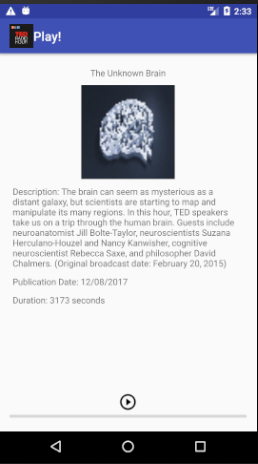 2:33
TED
RADIO
HOUR
Play!
The Unknown Brain
Description: The brain can seem as mysterious as a
distant galaxy, but scientists are starting to map and
manipulate its many regions. In this hour, TED speakers
take us on a trip through the human brain. Guests include
neuroanatomist Jill Bolte-Taylor, neuroscientists Suzana
Herculano-Houzel and Nancy Kanwisher, cognitive
neuroscientist Rebecca Saxe, and philosopher David
Chalmers. (Original broadcast date: February 20, 2015)
Publication Date: 12/08/2017
Duration: 3173 seconds